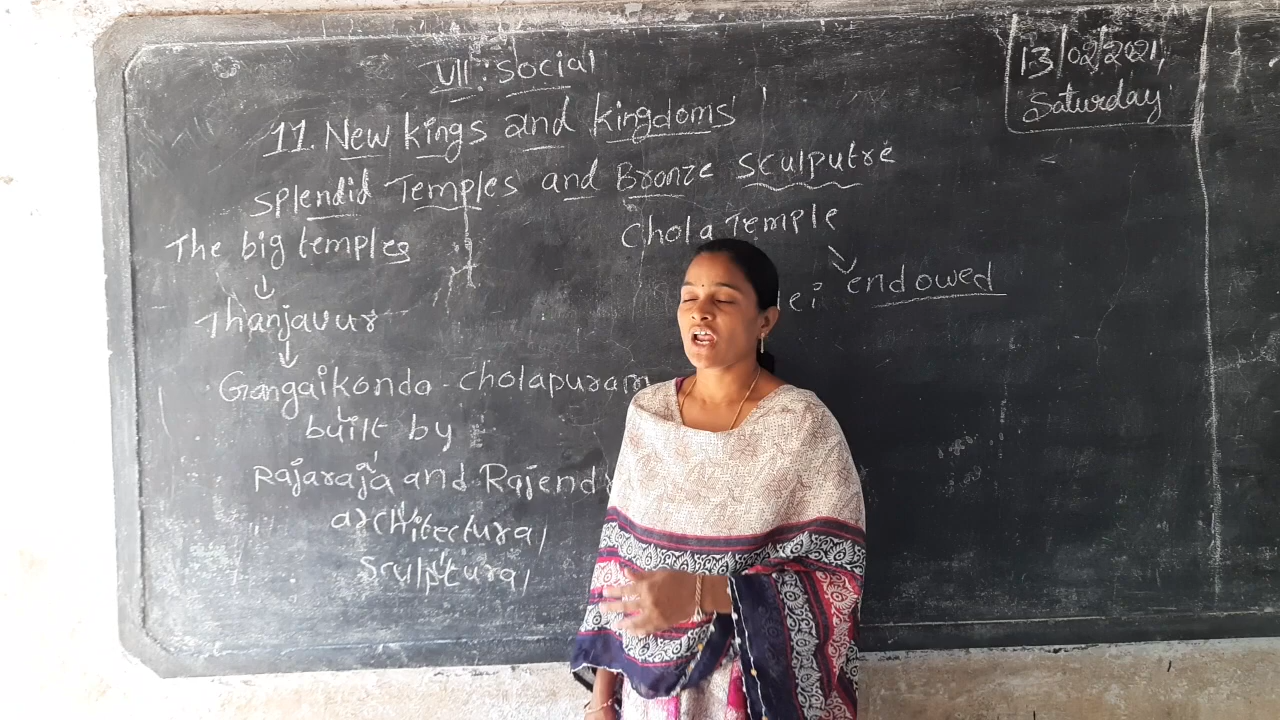 VII : Social
13/02/2021,
Saturday
11. New kings and kingdoms
Splendid Temples and Bronze Sculputre
The big temples
Chola Temple
endowed
Thanjavur
Gangaikonda - cholapuram
built by
Rajaraja and Rajend
architectural
Sculptural